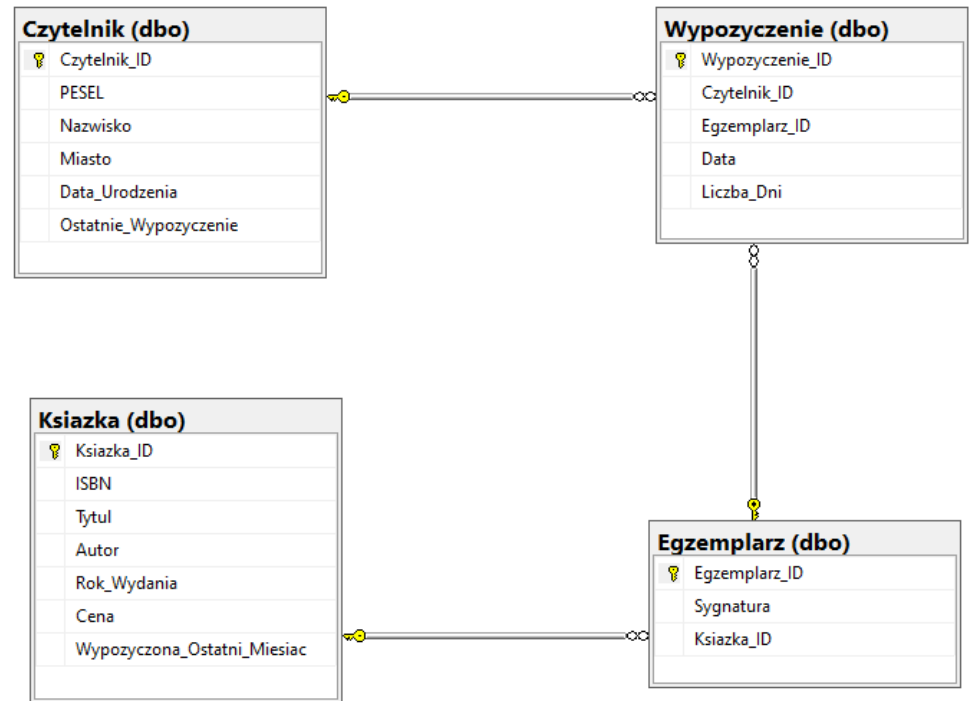 Czytelnik (dbo)
Czytelnik_ID
PESEL
Nazwisko
Miasto
Data_Urodzenia
Ostatnie_Wypozyczenie
Wypozyczenie (dbo)
Wypozyczenie_ID
Czytelnik_ID
Egzemplarz_ID
Data
Liczba_Dni
Ksiazka (dbo)
Ksiazka_ID
ISBN
Tytul
Autor
Rok_Wydania
Cena
Wypozyczona_Ostatni_Miesiac
Egzemplarz (dbo)
Egzemplarz_ID
Sygnatura
Ksiazka_ID